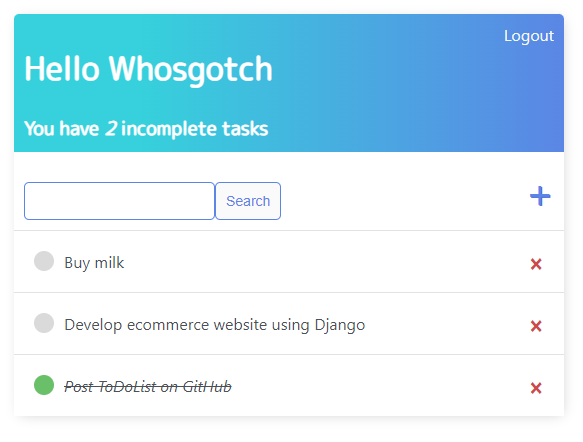 Logout
Hello Whosgotch
You have 2 incomplete tasks
Search
Buy milk
Develop ecommerce website using Django
Post ToDoList on GitHub